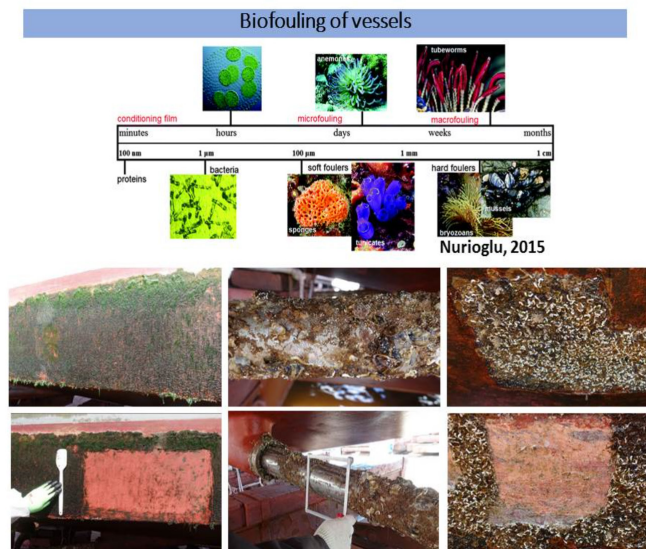 Biofouling of vessels
tubeworms
anemones
conditioning film microfouling macrofouling
minutes hours days weeks months
100 nm 1 µm 100 µm 1 mm 1 cm
proteins bacteria soft foulers hard foulers
sponges tunicates bryozoans mussels
Nurioglu, 2015